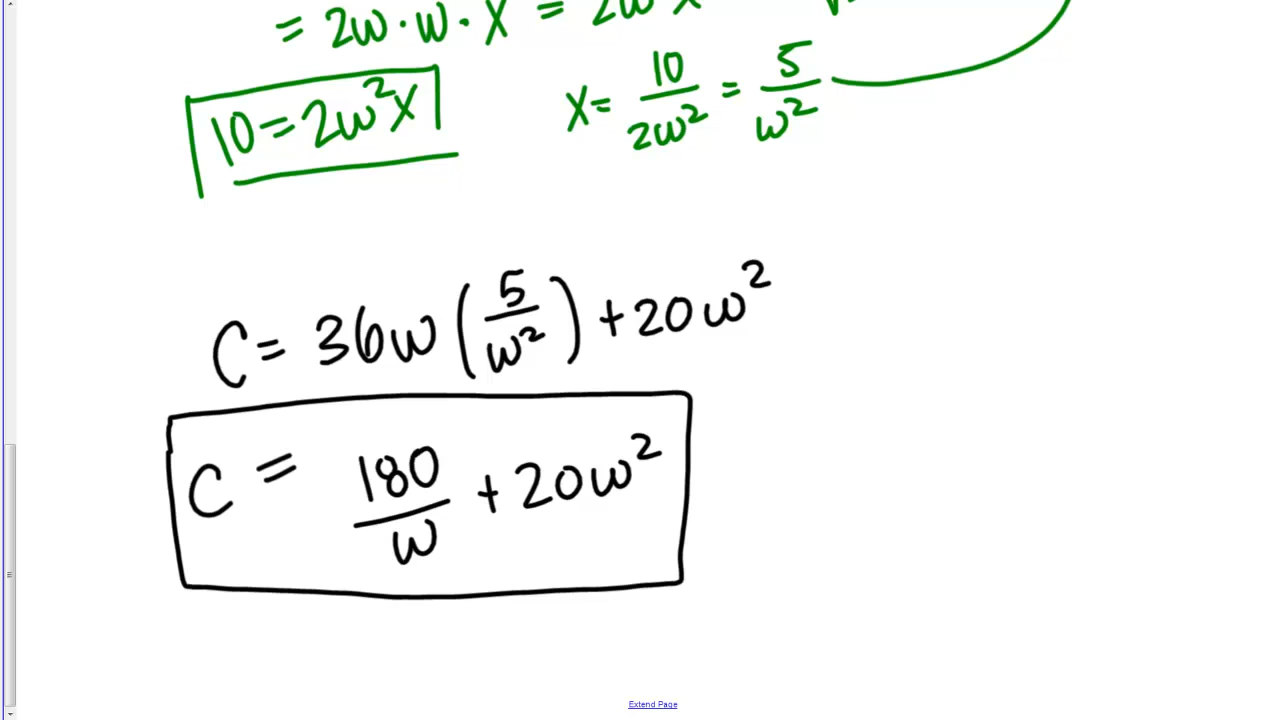 = 2w · w · x = 2w x
10 = 2w²x
x = 10/2w² = 5/w²
C = 36w (5/w²) + 20w²
C = 180/w + 20w²
Extend Page